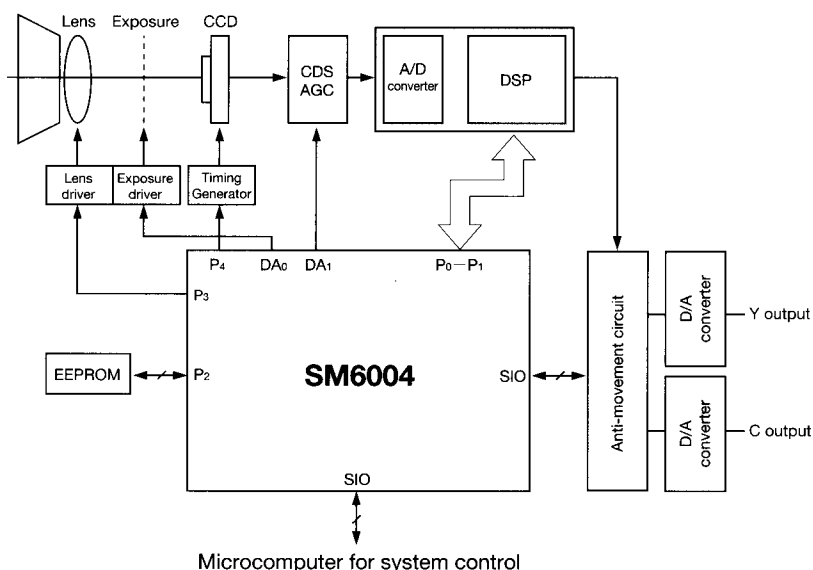 Lens
Exposure
CCD
CDS
AGC
A/D
converter
DSP
Lens
driver
Exposure
driver
Timing
Generator
P4
DA0
DA1
P0－P1
P3
Anti-movement circuit
D/A
converter
Y output
EEPROM
P2
SM6004
SIO
D/A
converter
C output
SIO
Microcomputer for system control